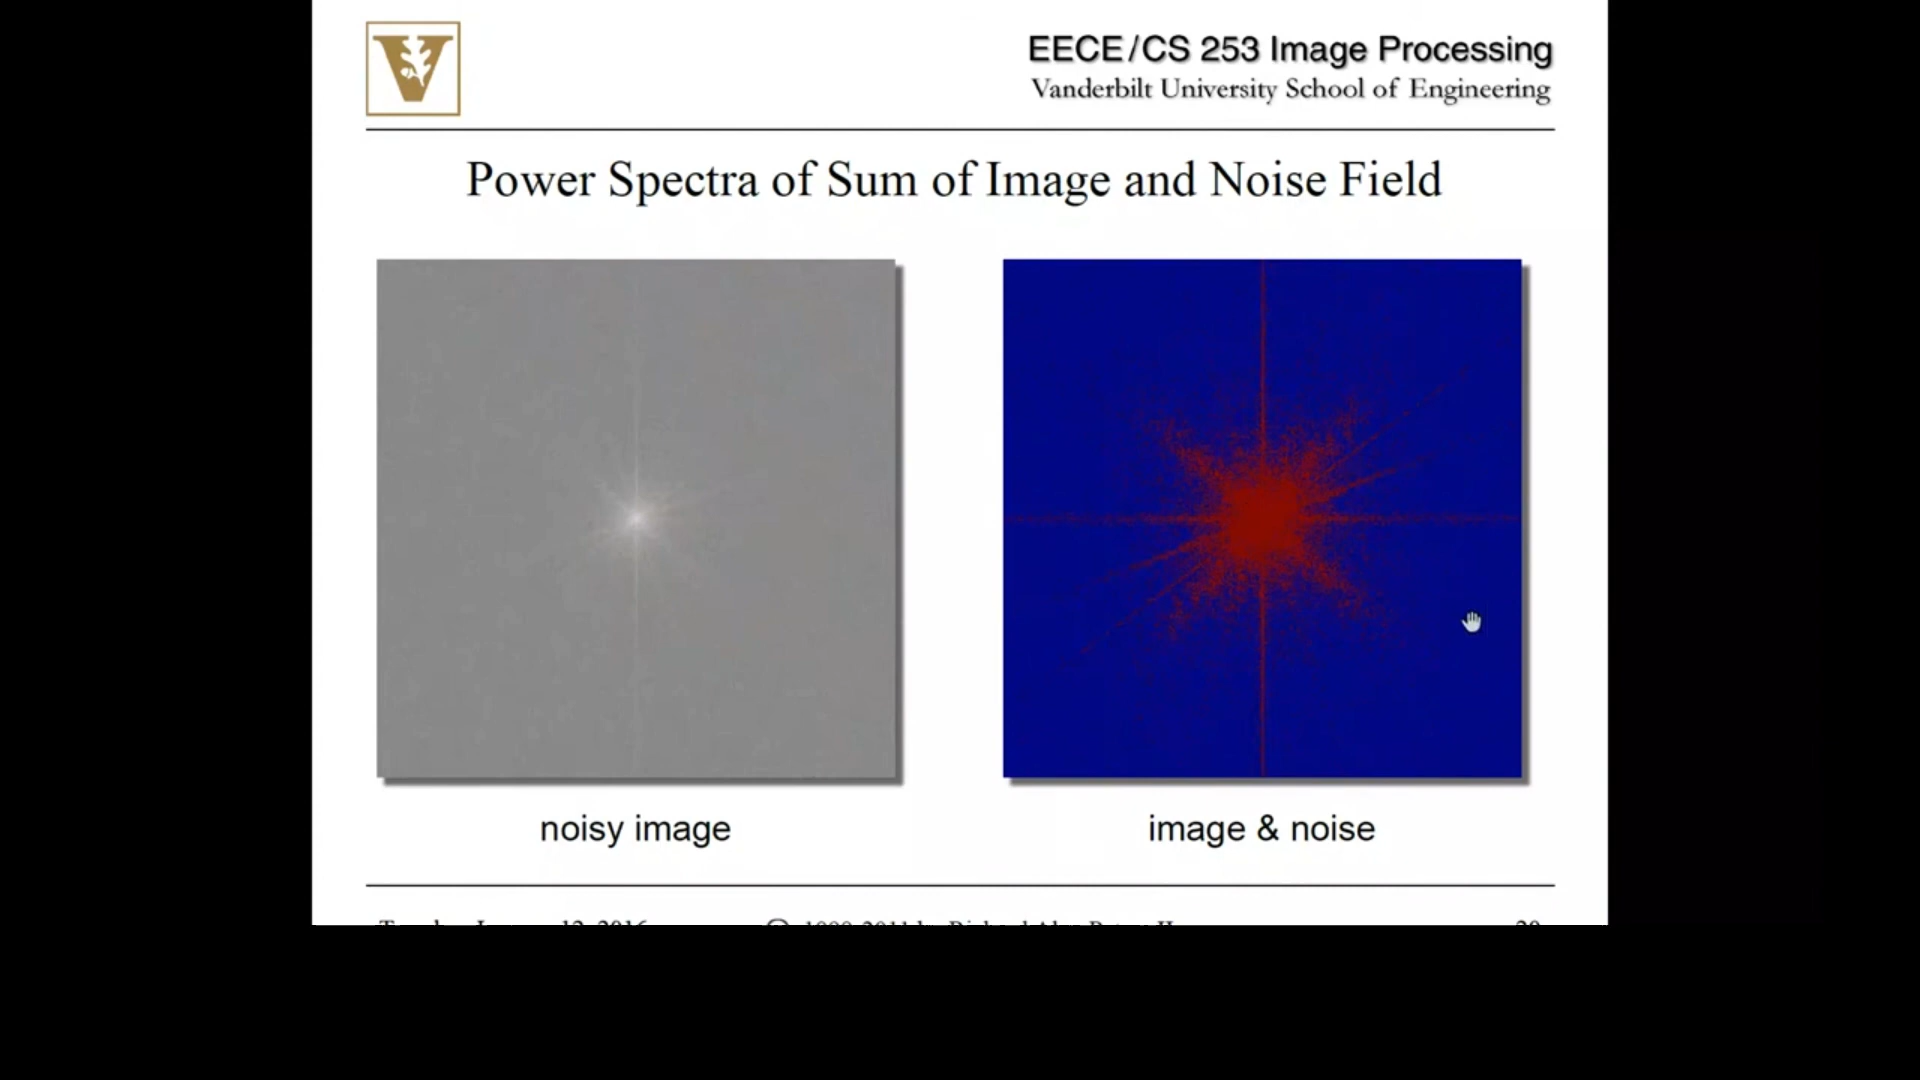 V
EECE/CS 253 Image Processing
Vanderbilt University School of Engineering
Power Spectra of Sum of Image and Noise Field
noisy image
image & noise